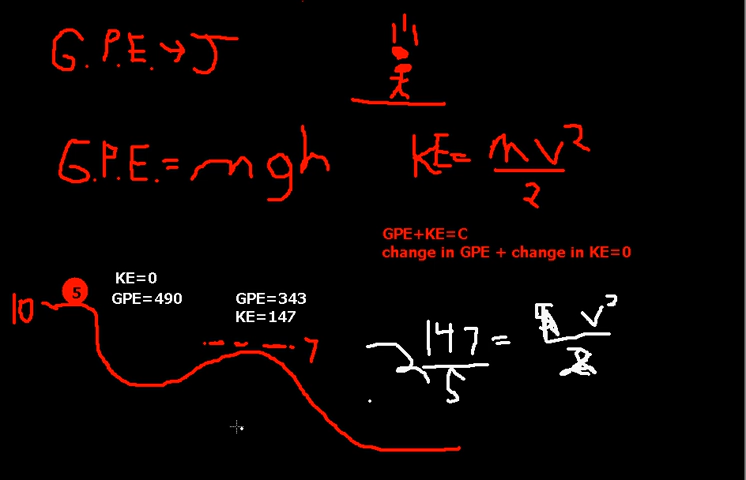 G.P.E. → J
G.P.E. = mgh
KE = mv²/2
GPE+KE=C
change in GPE + change in KE=0
KE=0
GPE=490
5
10
GPE=343
KE=147
7
2 147/5 = v²